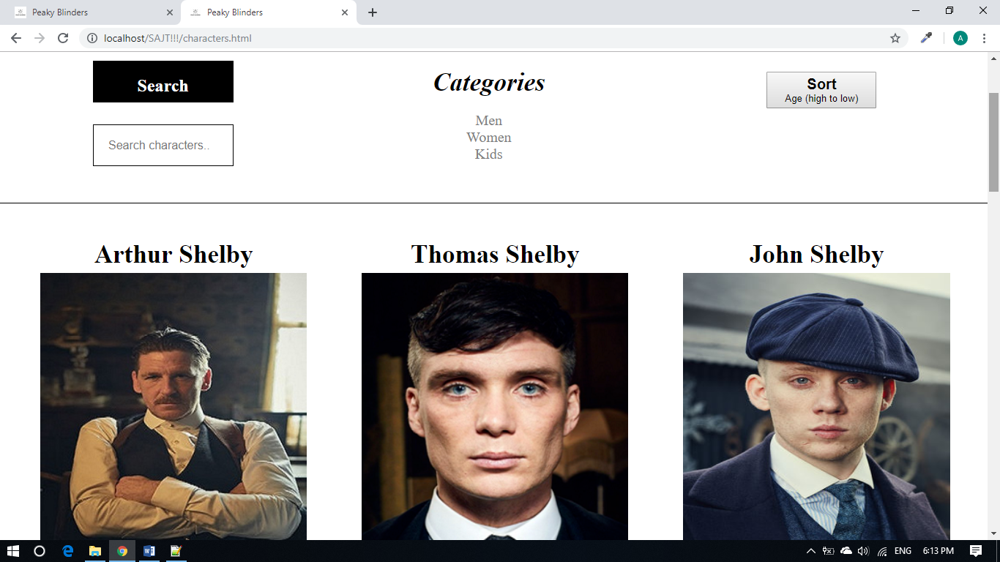 Peaky Blinders
Peaky Blinders
localhost/SAJT!!!/characters.html
A
Search
Categories
Sort
Age (high to low)
Search characters..
Men
Women
Kids
Arthur Shelby
Thomas Shelby
John Shelby
ENG
6:13 PM